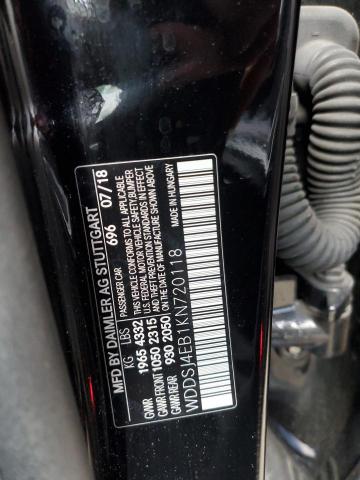 MFD BY DAIMLER AG STUTTGART
696 07/18
PASSENGER CAR
THIS VEHICLE CONFORMS TO ALL APPLICABLE
U.S. FEDERAL MOTOR VEHICLE SAFETY,BUMPER
AND THEFT PREVENTION STANDARDS IN EFFECT
ON THE DATE OF MANUFACTURE SHOWN ABOVE
KG LBS
GVWR 1965 4332
GAWR FRONT 1050 2315
GAWR REAR 930 2050
MADE IN HUNGARY
WDDSJ4EB1KN720118